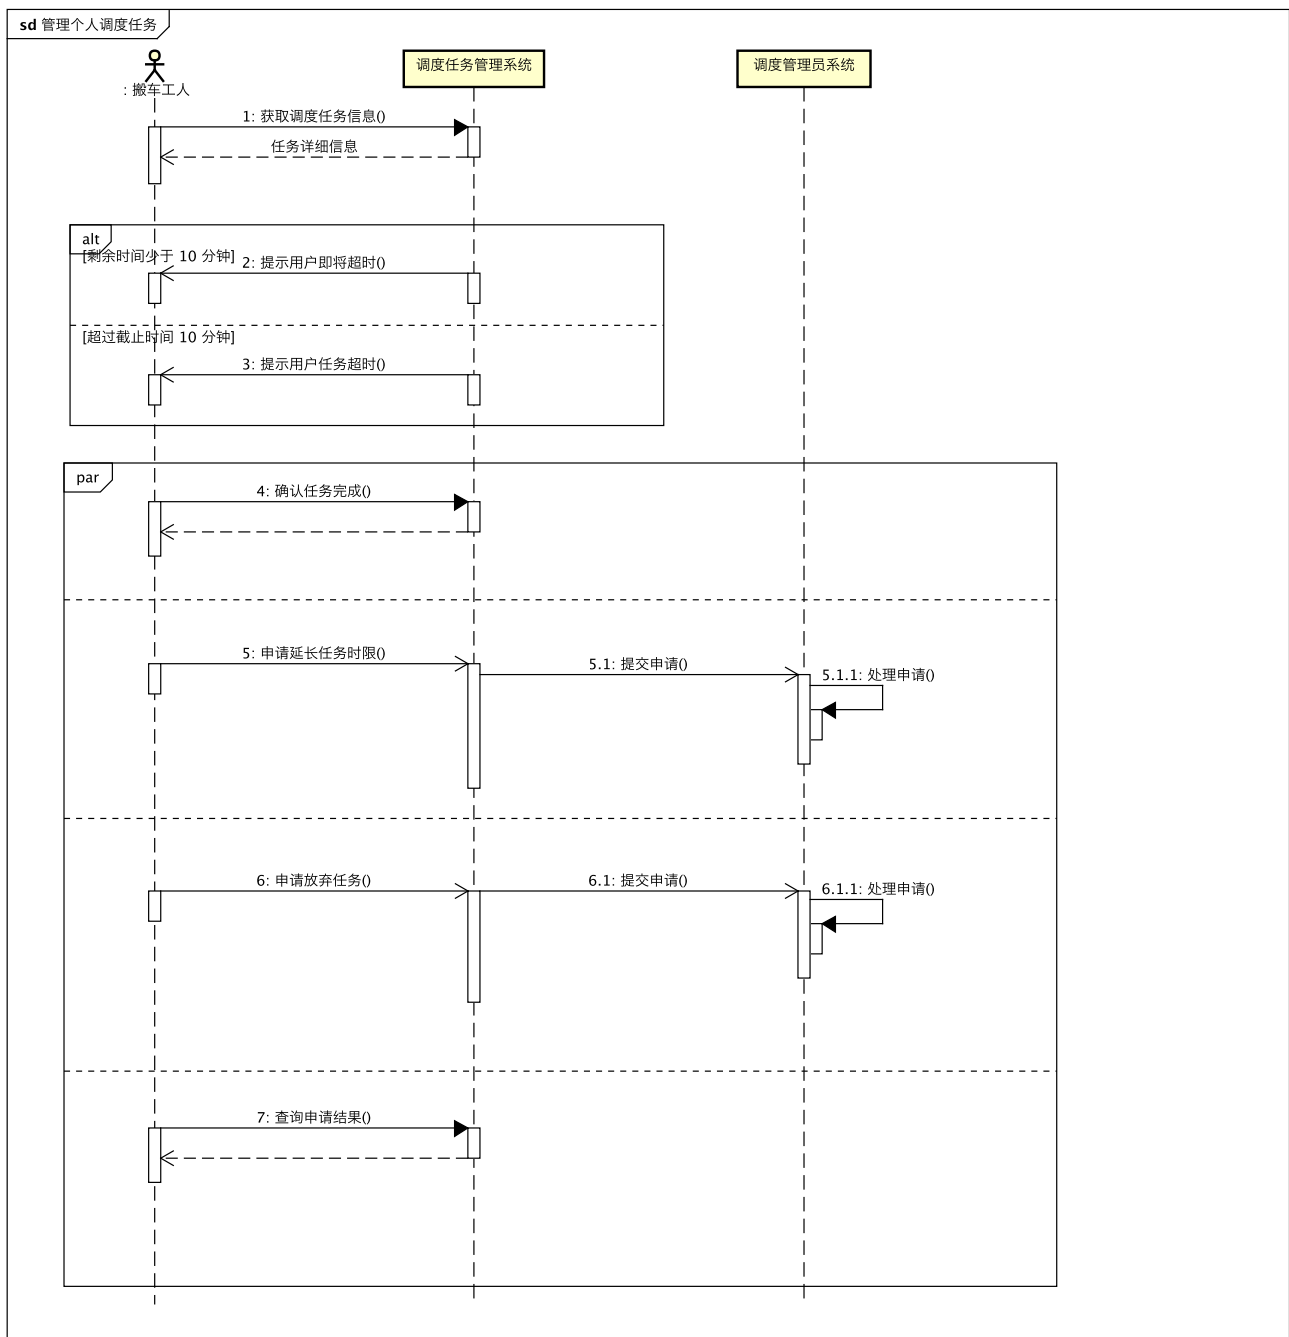 sd 管理个人调度任务
: 搬车工人
调度任务管理系统
调度管理员系统
1: 获取调度任务信息()
任务详细信息
alt
[剩余时间少于 10 分钟]
2: 提示用户即将超时()
[超过截止时间 10 分钟]
3: 提示用户任务超时()
par
4: 确认任务完成()
5: 申请延长任务时限()
5.1: 提交申请()
5.1.1: 处理申请()
6: 申请放弃任务()
6.1: 提交申请()
6.1.1: 处理申请()
7: 查询申请结果()